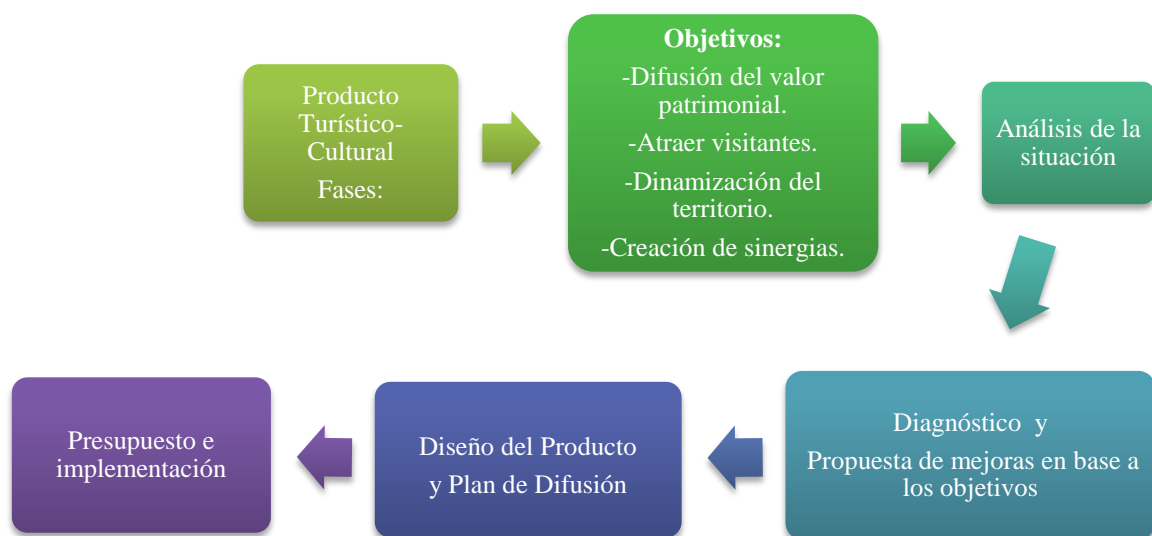 Producto
Turístico-
Cultural
Fases:
Objetivos:
-Difusión del valor
patrimonial.
-Atraer visitantes.
-Dinamización del
territorio.
-Creación de sinergias.
Análisis de la
situación
Diagnóstico y
Propuesta de mejoras en base a
los objetivos
Diseño del Producto
y Plan de Difusión
Presupuesto e
implementación